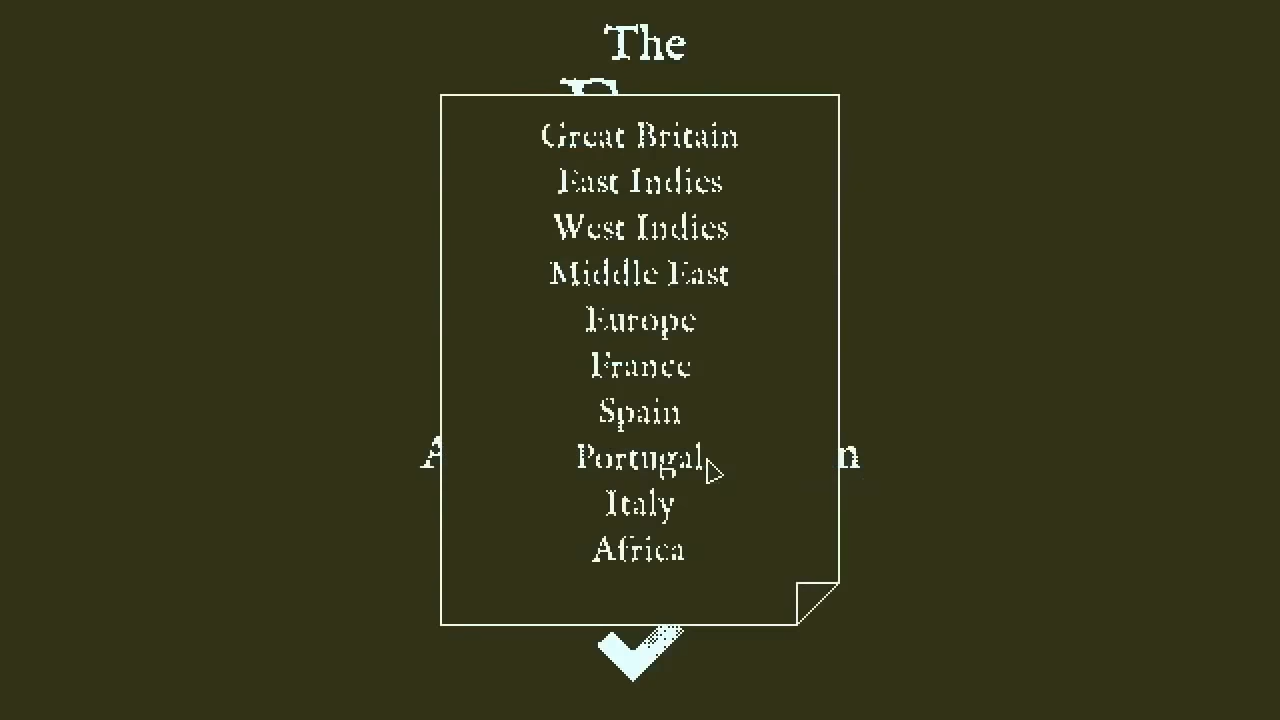 The
Great Britain
East Indies
West Indies
Middle East
Europe
France
Spain
Portugal
Italy
Africa